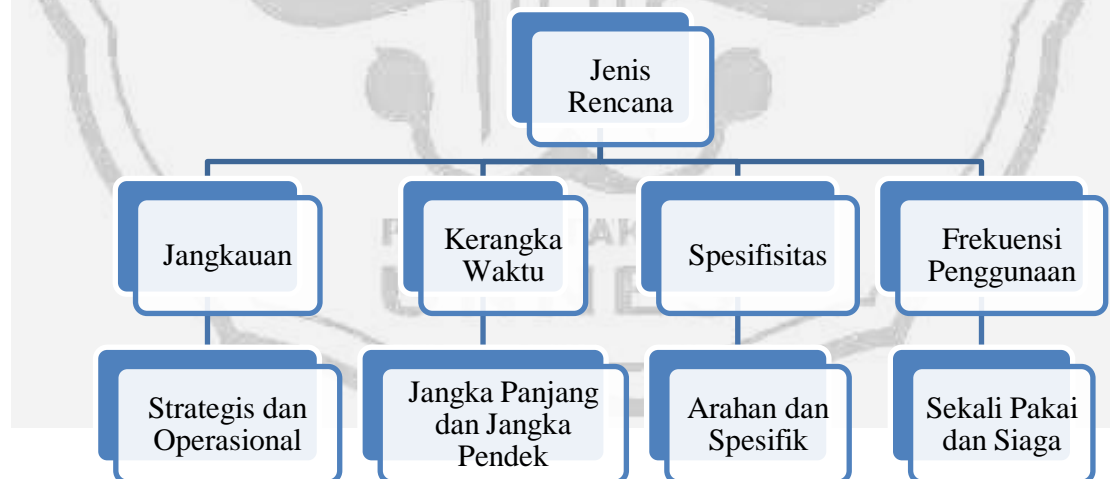 Jenis
Rencana
Jangkauan
Kerangka
Waktu
Spesifisitas
Frekuensi
Penggunaan
Strategis dan
Operasional
Jangka Panjang
dan Jangka
Pendek
Arahan dan
Spesifik
Sekali Pakai
dan Siaga